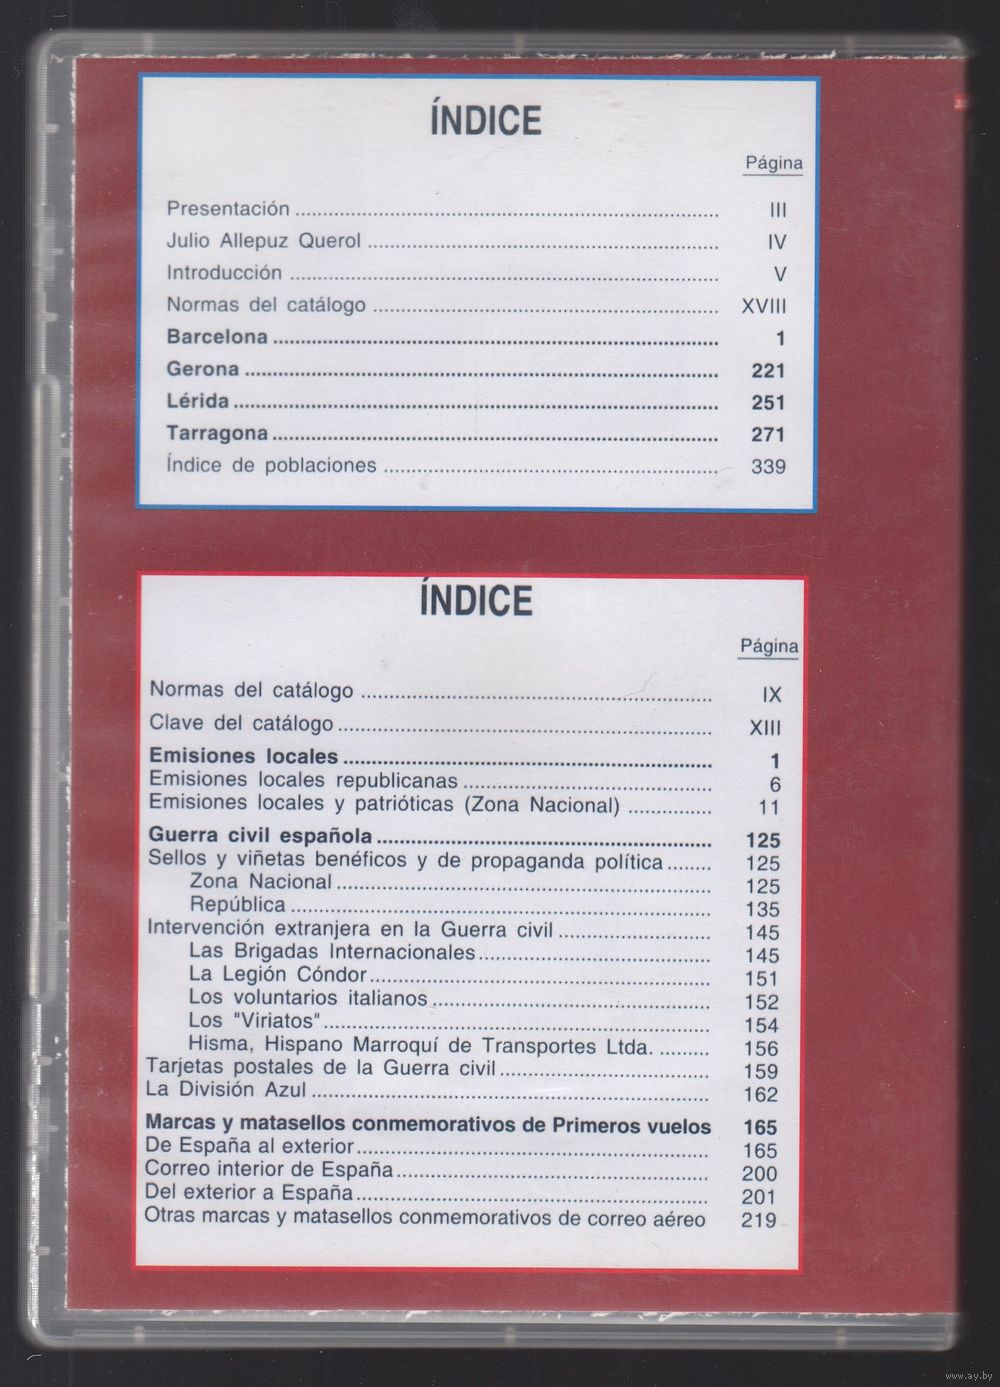 ÍNDICE
Página
Presentación ........ III
Julio Allepuz Querol ........ IV
Introducción ........ V
Normas del catálogo ........ XVIII
Barcelona ........ 1
Gerona ........ 221
Lérida ........ 251
Tarragona ........ 271
Índice de poblaciones ........ 339
ÍNDICE
Página
Normas del catálogo ........ IX
Clave del catálogo ........ XIII
Emisiones locales ........ 1
Emisiones locales republicanas ........ 6
Emisiones locales y patrióticas (Zona Nacional) ........ 11
Guerra civil española ........ 125
Sellos y viñetas benéficos y de propaganda política ........ 125
Zona Nacional ........ 125
República ........ 135
Intervención extranjera en la Guerra civil ........ 145
Las Brigadas Internacionales ........ 145
La Legión Cóndor ........ 151
Los voluntarios italianos ........ 152
Los "Viriatos" ........ 154
Hisma, Hispano Marroquí de Transportes Ltda. ........ 156
Tarjetas postales de la Guerra civil ........ 159
La División Azul ........ 162
Marcas y matasellos conmemorativos de Primeros vuelos 165
De España al exterior ........ 165
Correo interior de España ........ 200
Del exterior a España ........ 201
Otras marcas y matasellos conmemorativos de correo aéreo 219
www.ay.by